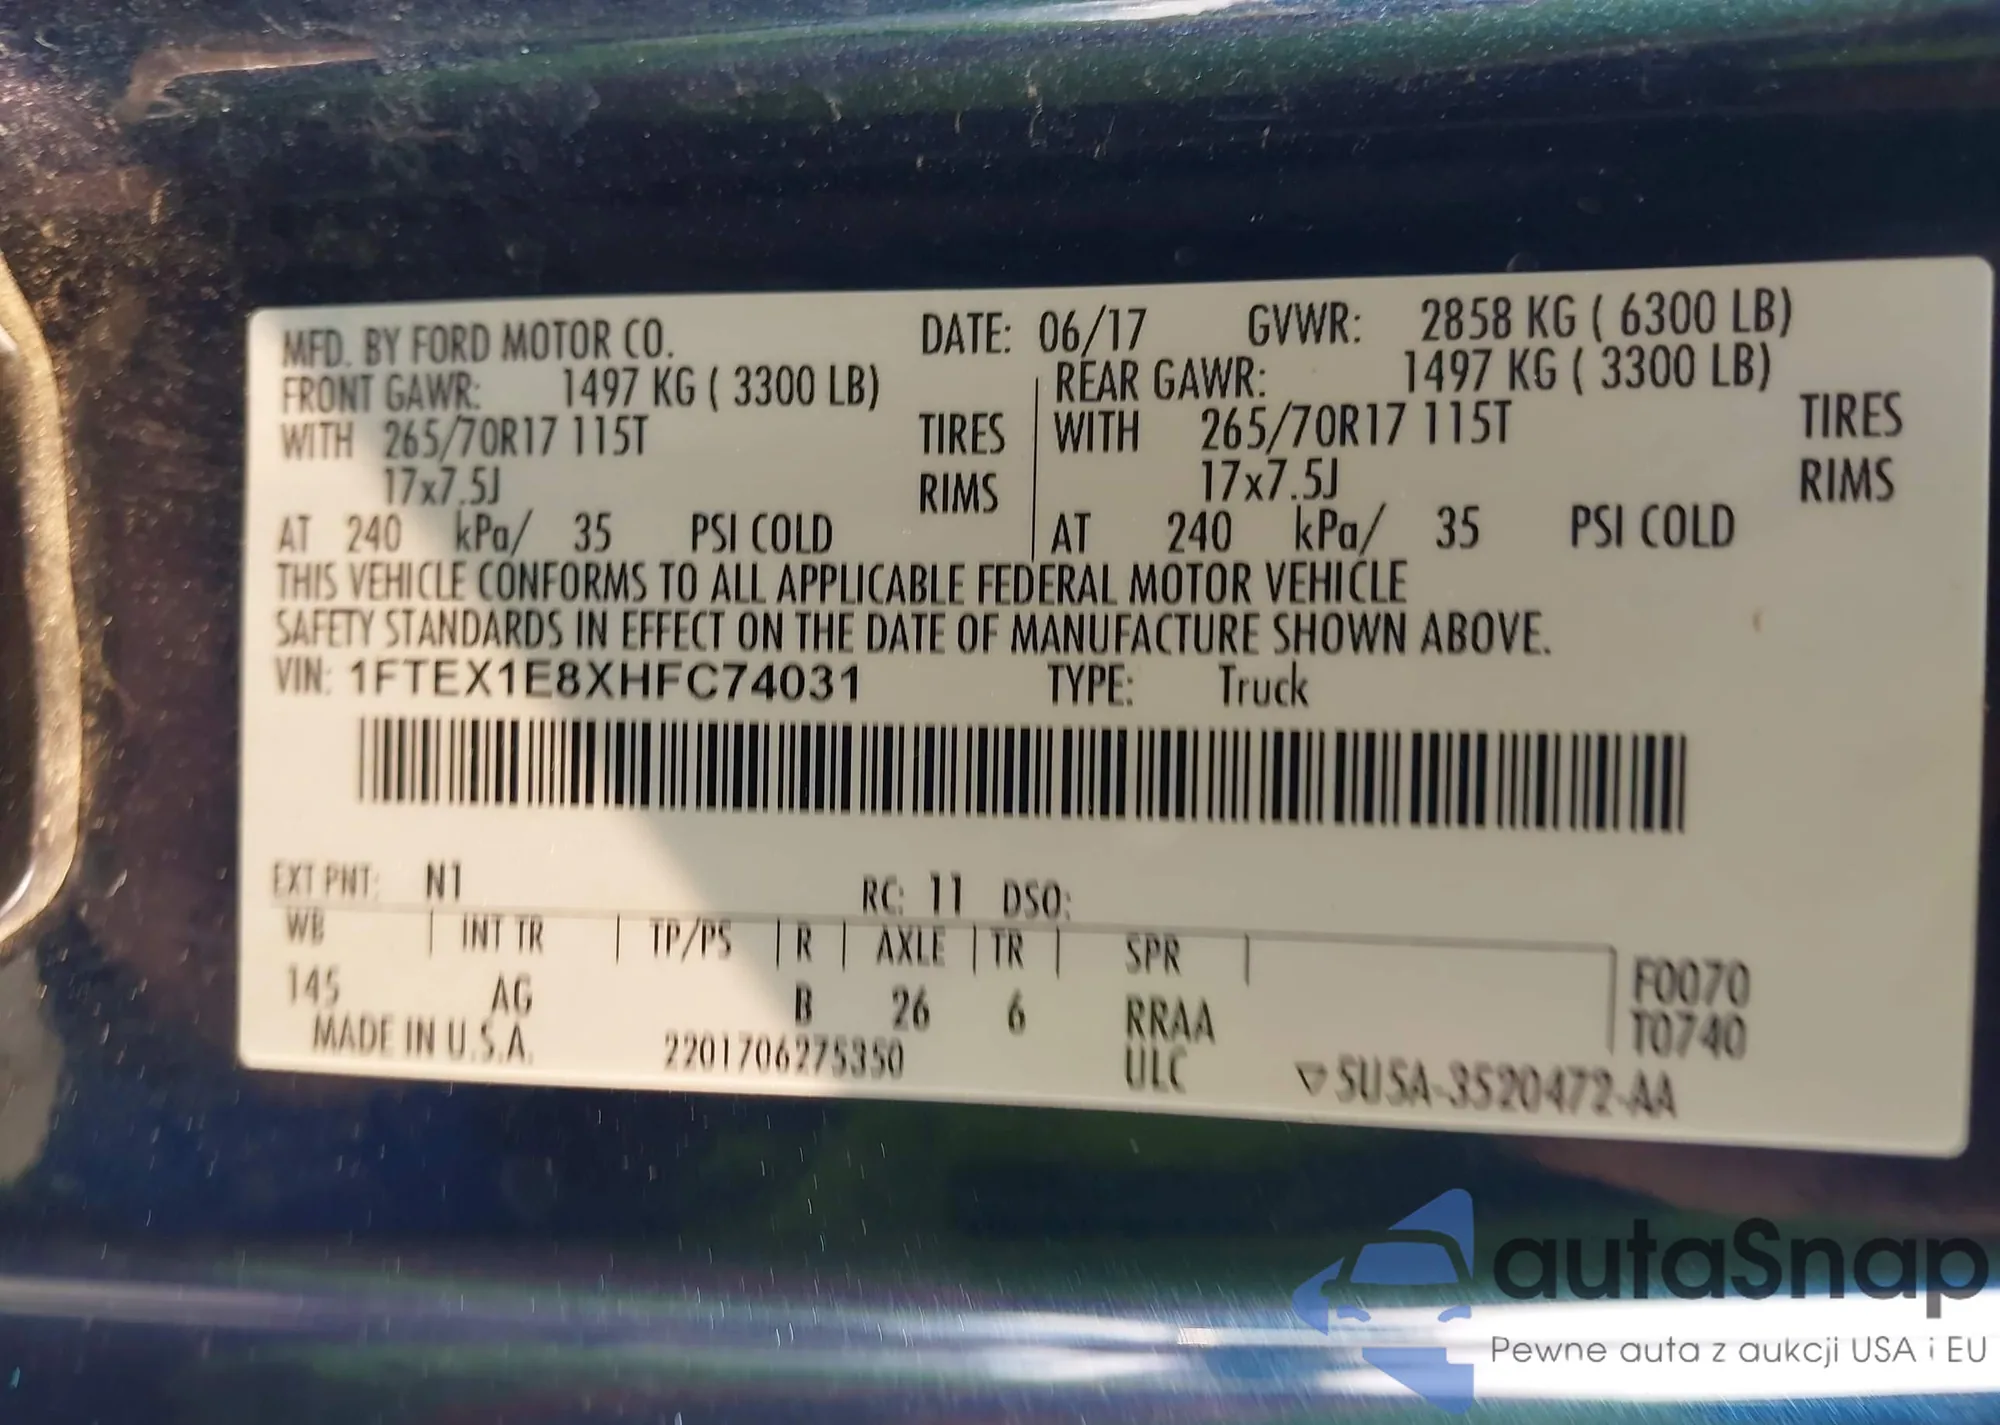 MFD. BY FORD MOTOR CO. DATE: 06/17 GVWR: 2858 KG ( 6300 LB)
FRONT GAWR: 1497 KG ( 3300 LB) REAR GAWR: 1497 KG ( 3300 LB)
WITH 265/70R17 115T TIRES WITH 265/70R17 115T TIRES
17x7.5J RIMS 17x7.5J RIMS
AT 240 kPa/ 35 PSI COLD AT 240 kPa/ 35 PSI COLD
THIS VEHICLE CONFORMS TO ALL APPLICABLE FEDERAL MOTOR VEHICLE
SAFETY STANDARDS IN EFFECT ON THE DATE OF MANUFACTURE SHOWN ABOVE.
VIN: 1FTEX1E8XHFC74031 TYPE: Truck
EXT PNT: N1 RC: 11 DSO:
WB | INT TR | TP/PS | R | AXLE | TR | SPR |
145 AG B 26 6 RRAA F0070
MADE IN U.S.A. 2201706275350 ULC T0740
▽5U5A-3520472-AA
autaSnap
Pewne auta z aukcji USA i EU